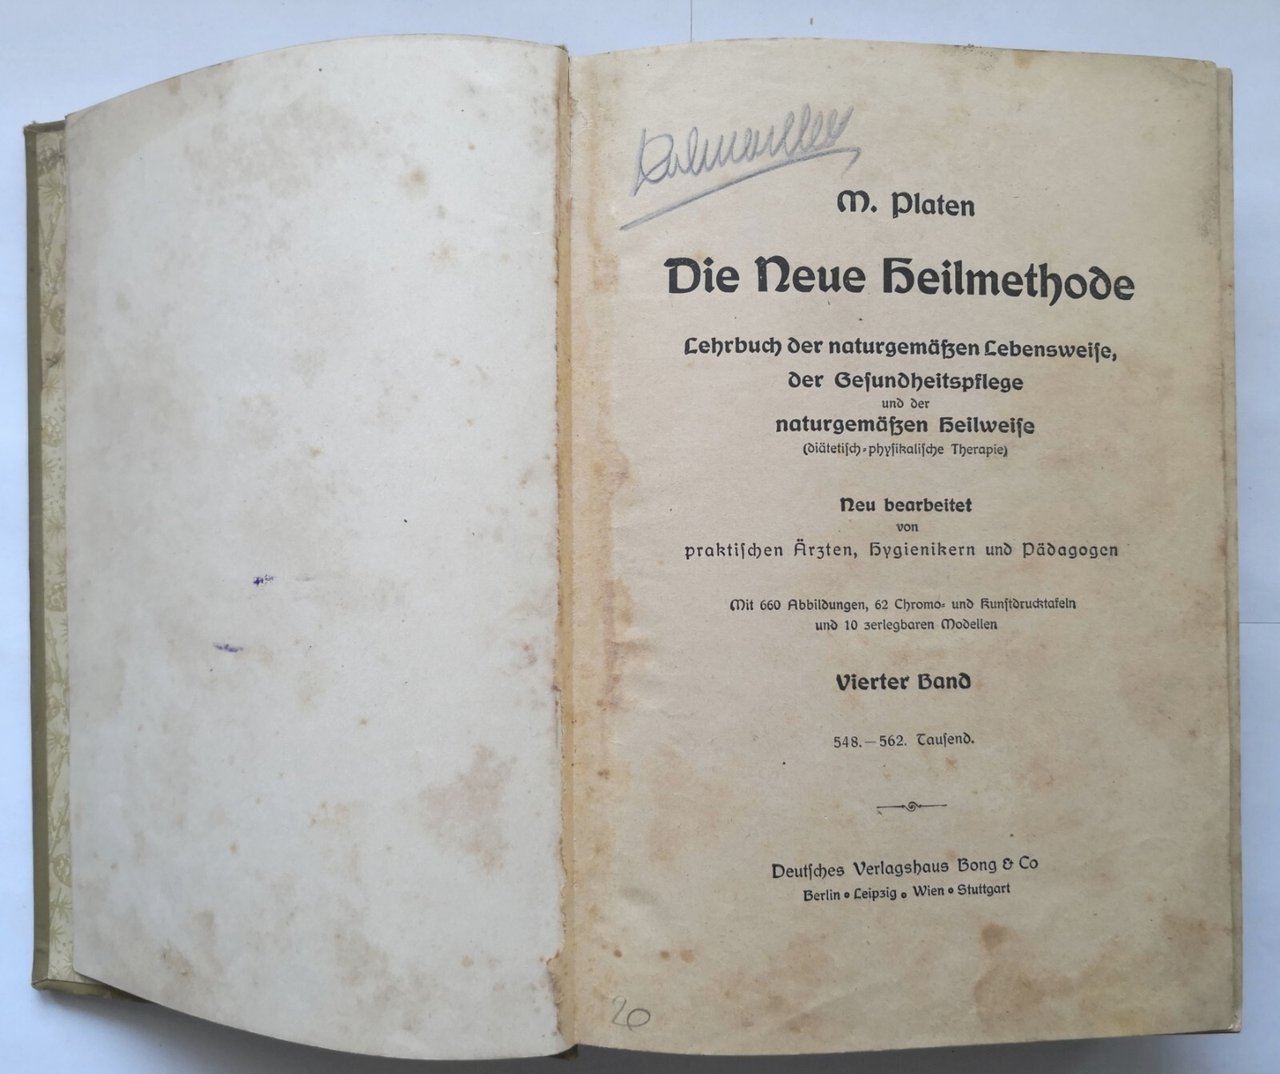 M. Platen
Die Neue Heilmethode
Lehrbuch der naturgemäßen Lebensweiſe,
der Geſundheitspflege
und der
naturgemäßen Heilweiſe
(diätetiſch-phyſikaliſche Therapie)
Neu bearbeitet
von
praktiſchen Ärzten, Hygienikern und Pädagogen
Mit 660 Abbildungen, 62 Chromo- und Kunſtdrucktafeln
und 10 zerlegbaren Modellen
Vierter Band
548.—562. Tauſend.
Deutſches Verlagshaus Bong & Co
Berlin • Leipzig • Wien • Stuttgart
20